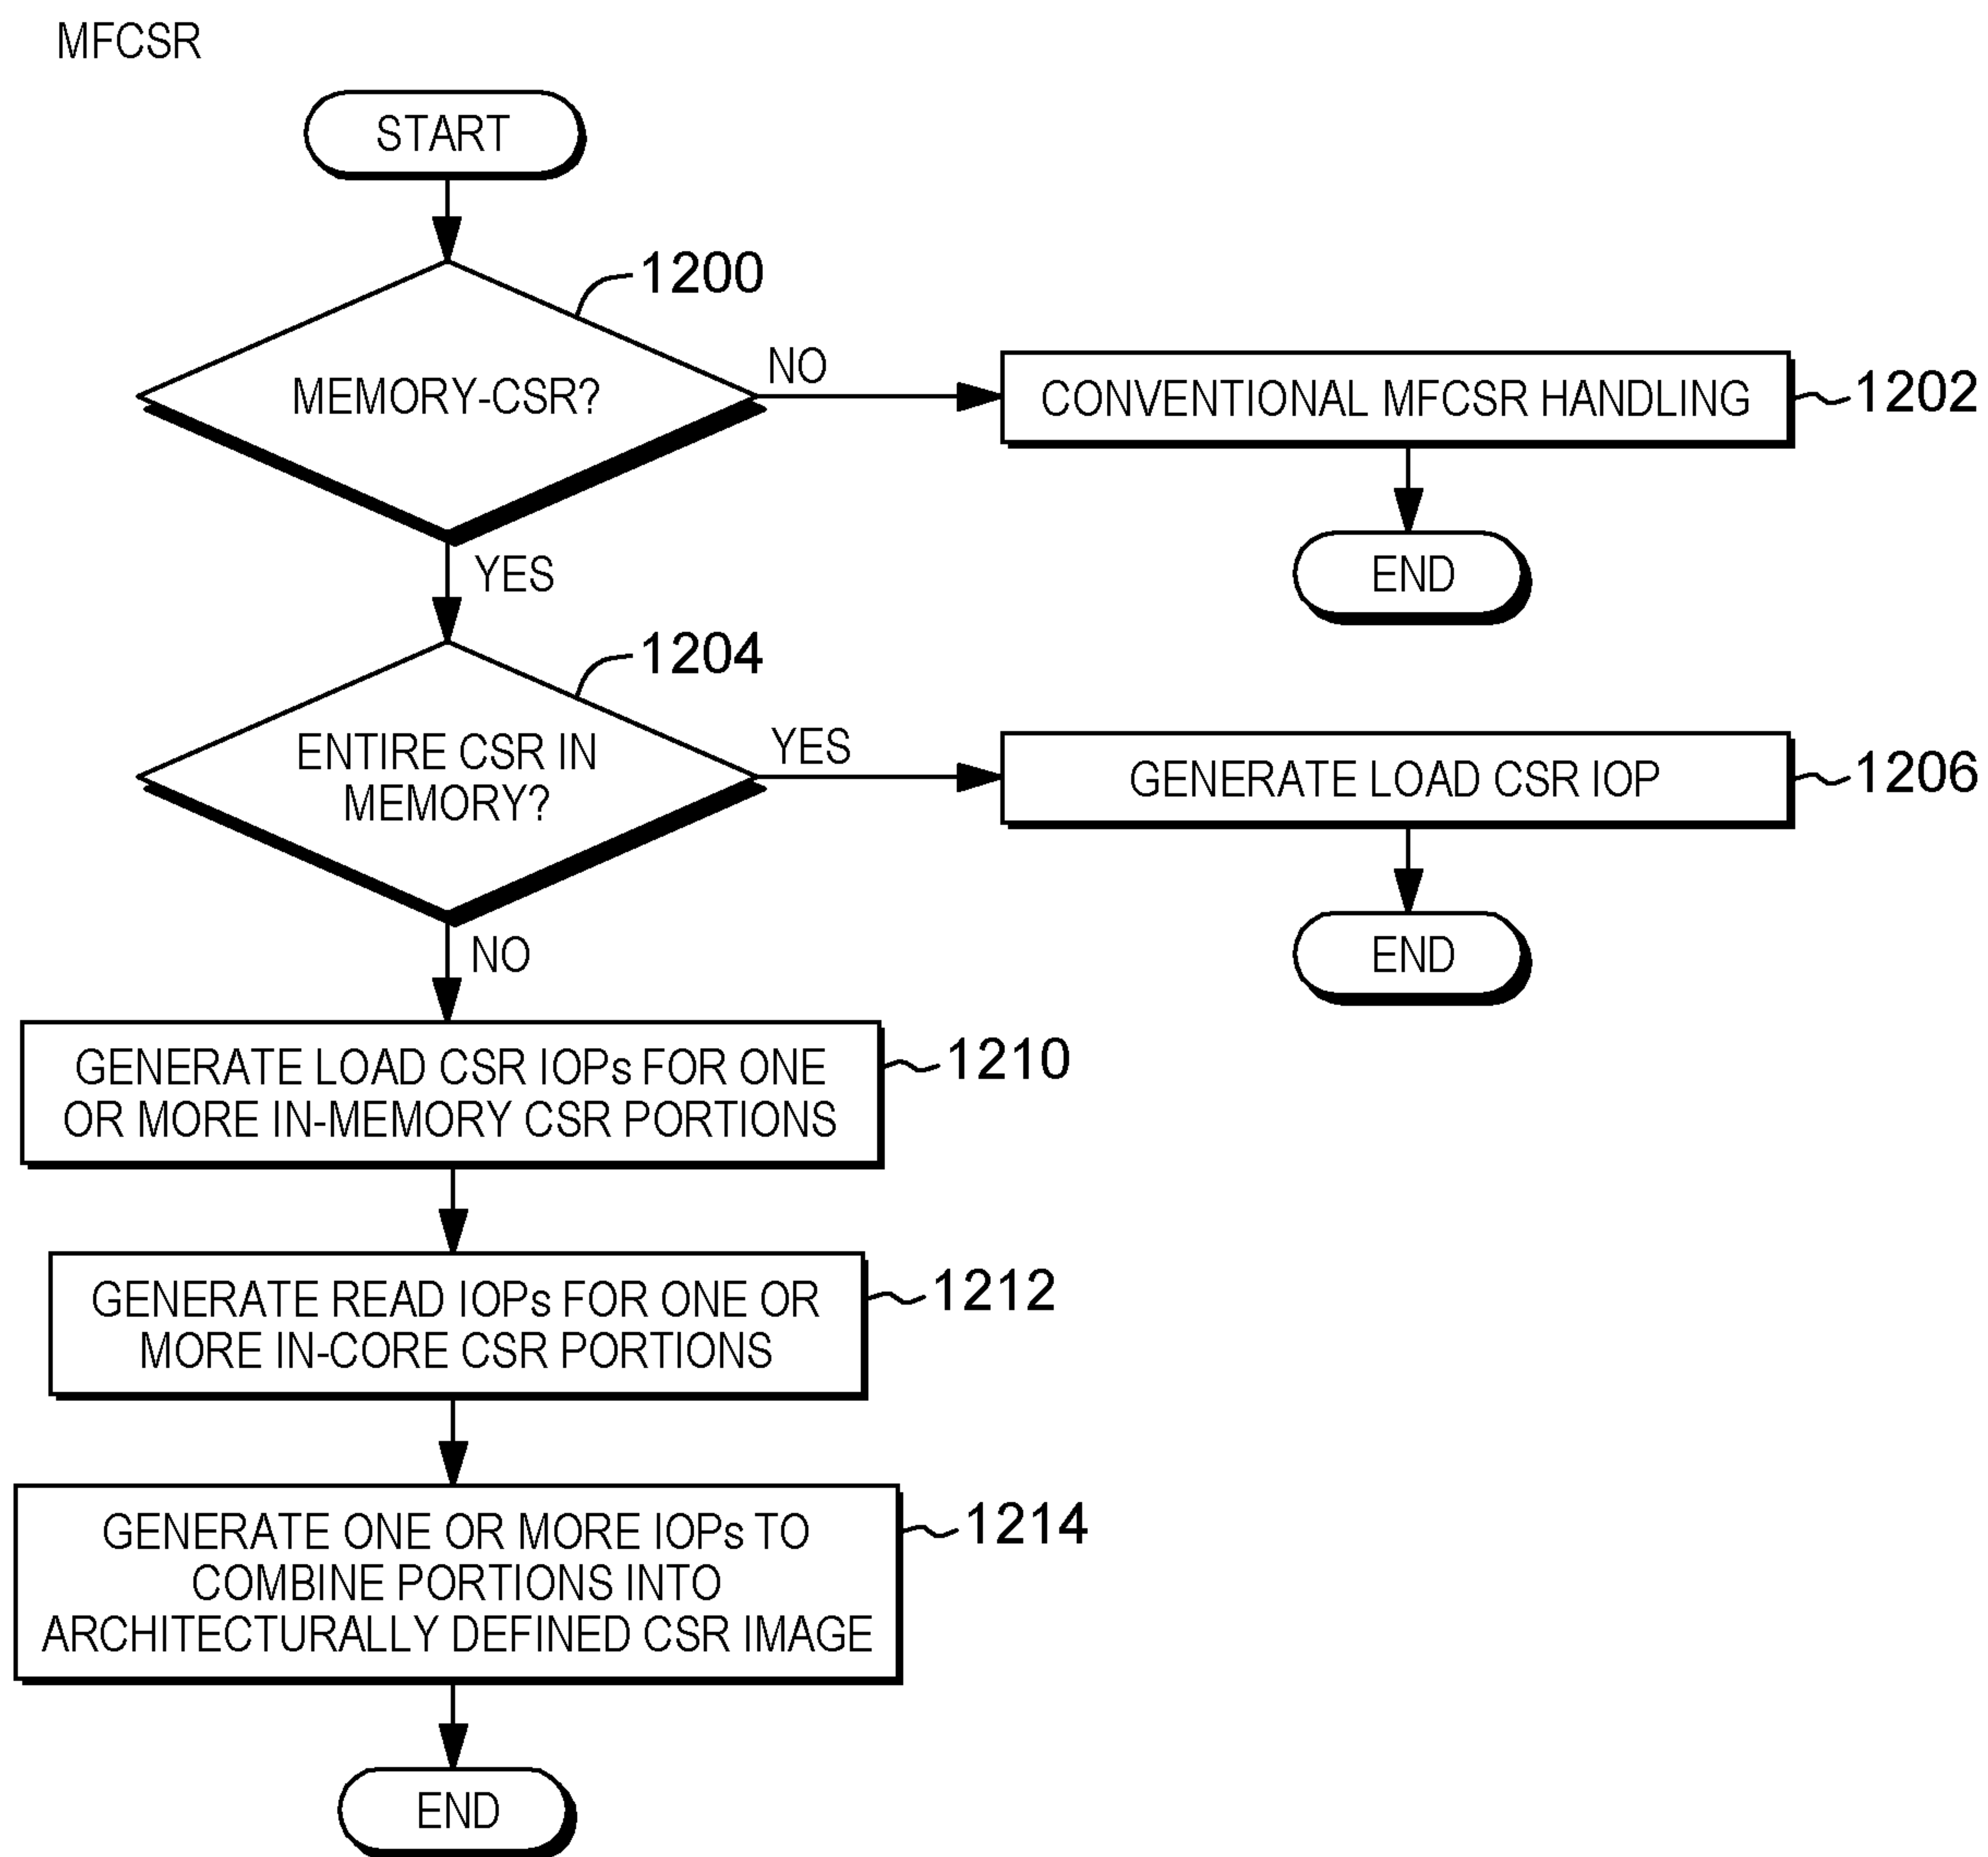 MFCSR
START
1200
MEMORY-CSR?
NO
CONVENTIONAL MFCSR HANDLING
1202
END
YES
1204
ENTIRE CSR IN
MEMORY?
YES
GENERATE LOAD CSR IOP
1206
END
NO
GENERATE LOAD CSR IOPs FOR ONE
OR MORE IN-MEMORY CSR PORTIONS
1210
GENERATE READ IOPs FOR ONE OR
MORE IN-CORE CSR PORTIONS
1212
GENERATE ONE OR MORE IOPs TO
COMBINE PORTIONS INTO
ARCHITECTURALLY DEFINED CSR IMAGE
1214
END